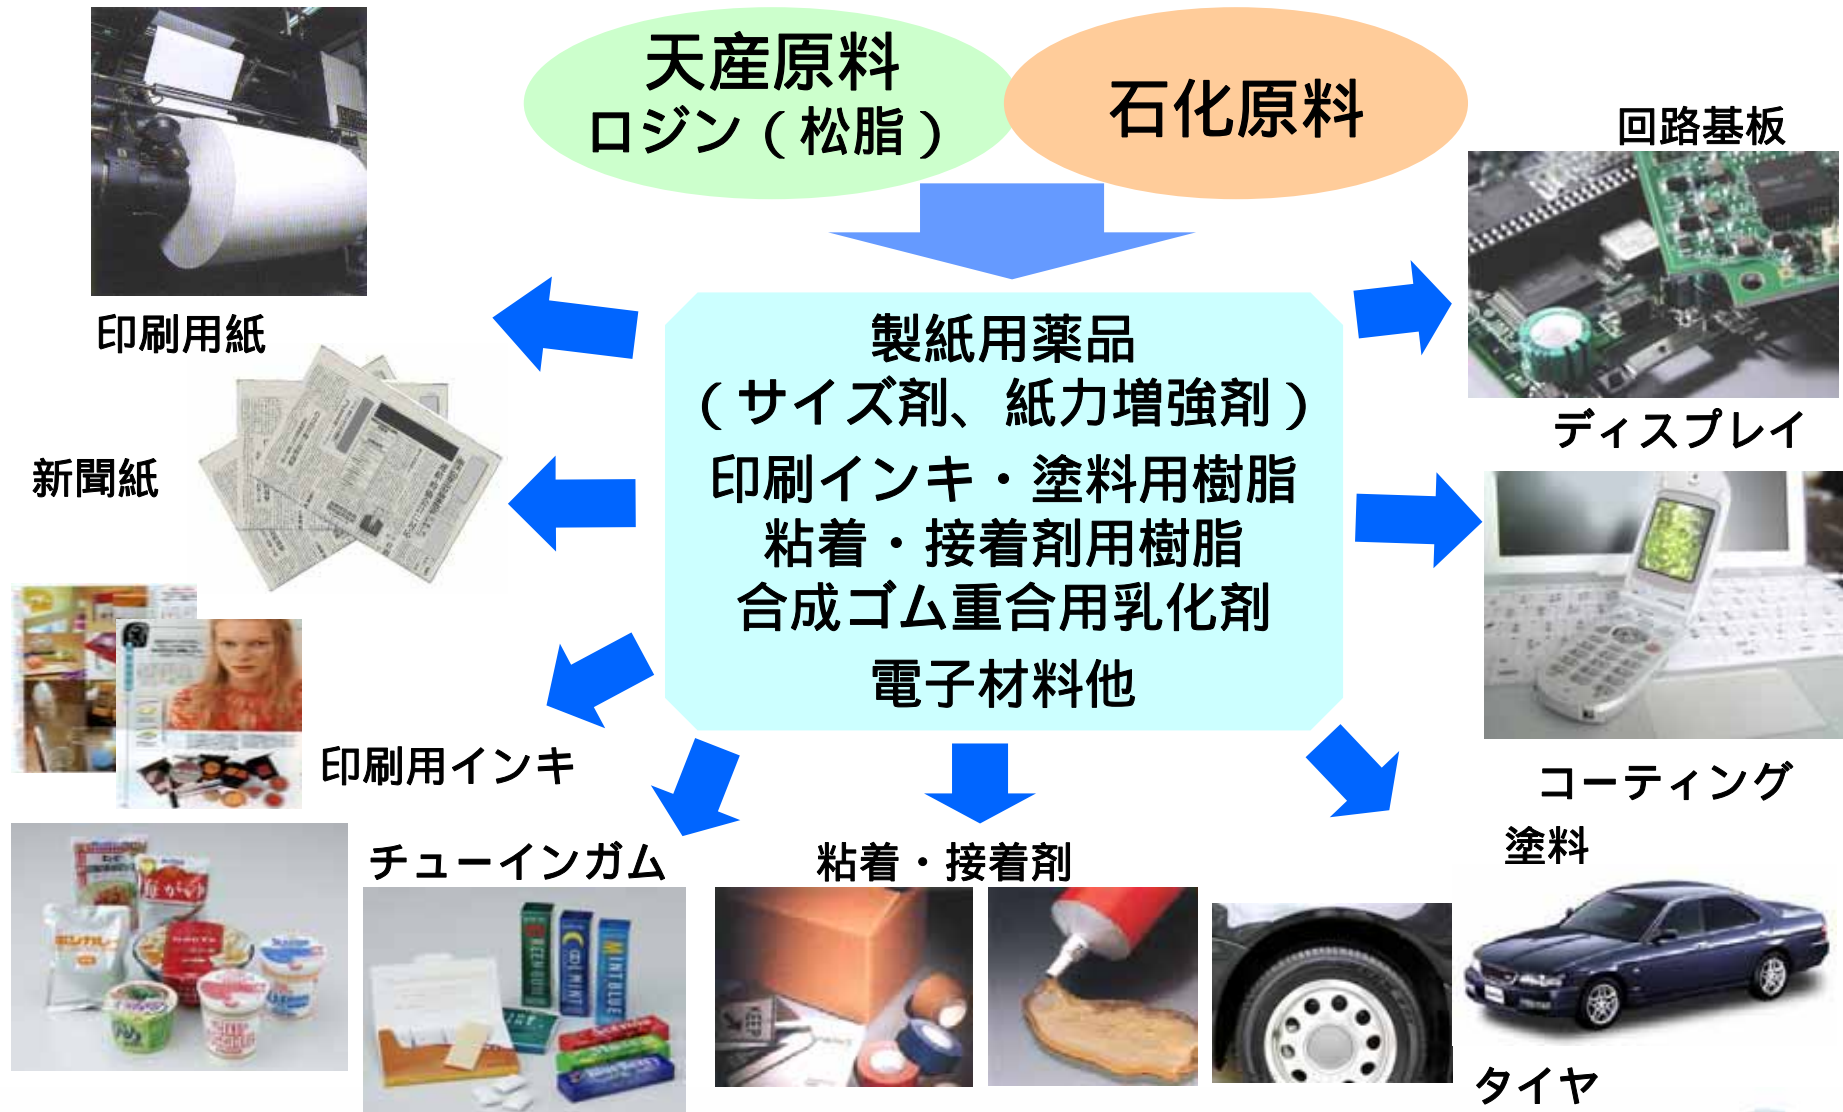 天産原料
ロジン（松脂）
石化原料
回路基板
印刷用紙
製紙用薬品
（サイズ剤、紙力増強剤）
印刷インキ・塗料用樹脂
粘着・接着剤用樹脂
合成ゴム重合用乳化剤
電子材料他
ディスプレイ
新聞紙
印刷用インキ
コーティング
塗料
チューインガム
粘着・接着剤
タイヤ
MINT BLUE
KEEP